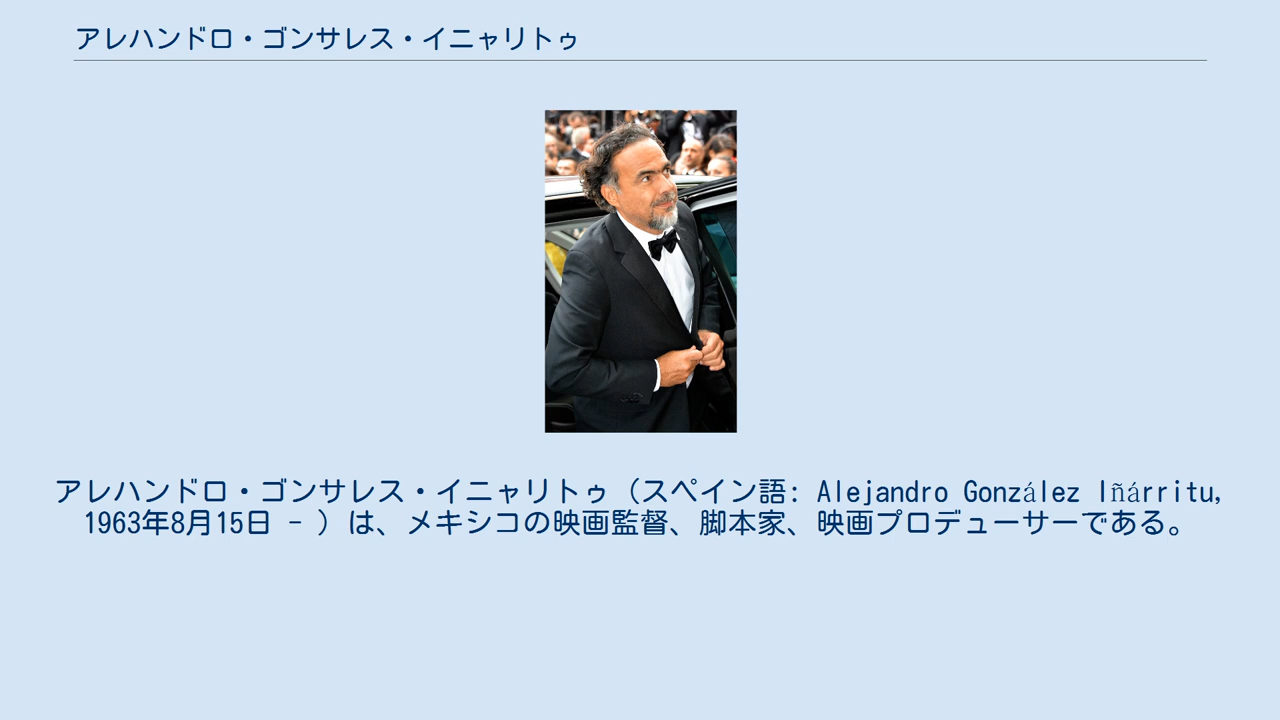 アレハンドロ・ゴンサレス・イニャリトゥ
アレハンドロ・ゴンサレス・イニャリトゥ（スペイン語: Alejandro González Iñárritu,
1963年8月15日 - ）は、メキシコの映画監督、脚本家、映画プロデューサーである。